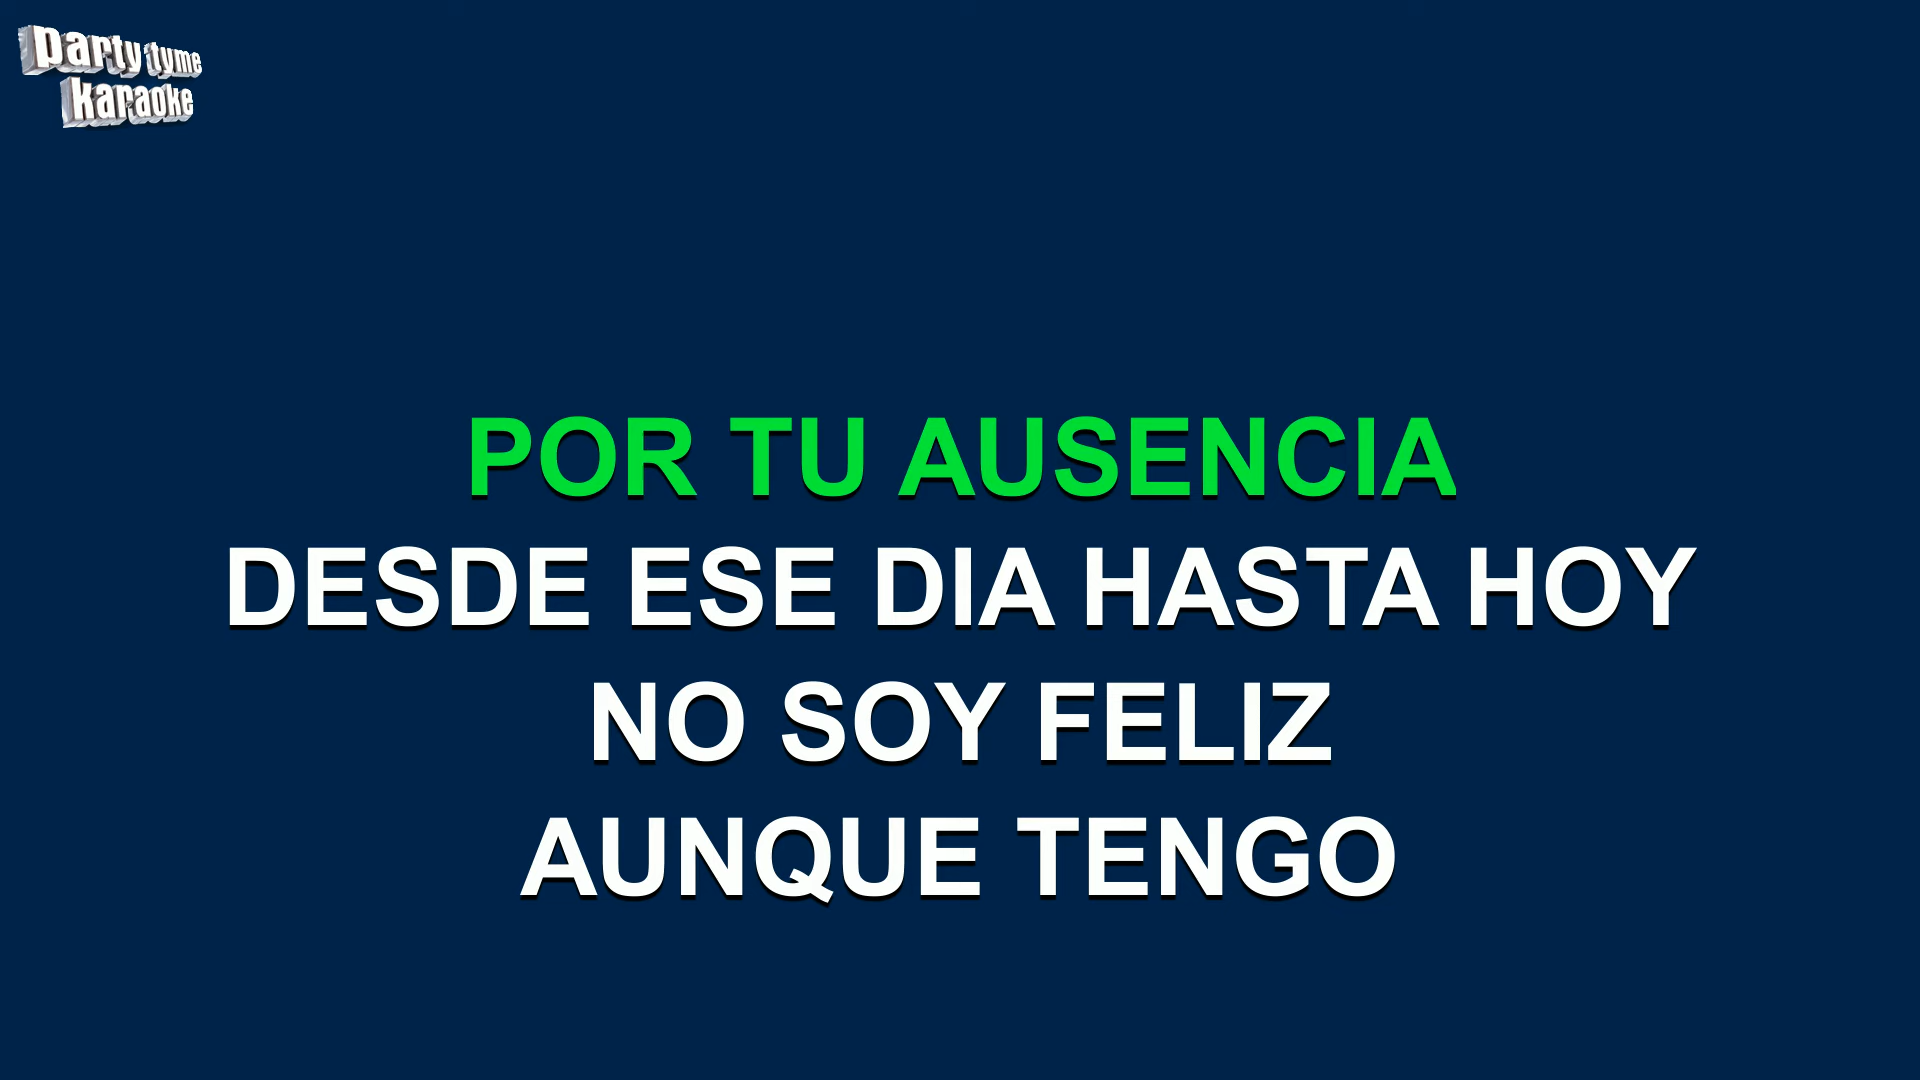 party tyme
karaoke
POR TU AUSENCIA
DESDE ESE DIA HASTA HOY
NO SOY FELIZ
AUNQUE TENGO